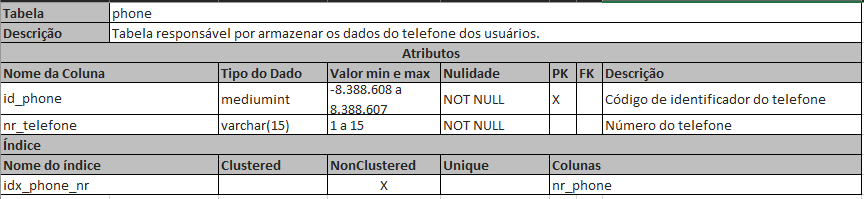 Tabela phone
Descrição Tabela responsável por armazenar os dados do telefone dos usuários.
Atributos
Nome da Coluna Tipo do Dado Valor min e max Nulidade PK FK Descrição
id_phone mediumint -8.388.608 a 8.388.607 NOT NULL X Código de identificador do telefone
nr_telefone varchar(15) 1 a 15 NOT NULL Número do telefone
Índice
Nome do índice Clustered NonClustered Unique Colunas
idx_phone_nr X nr_phone